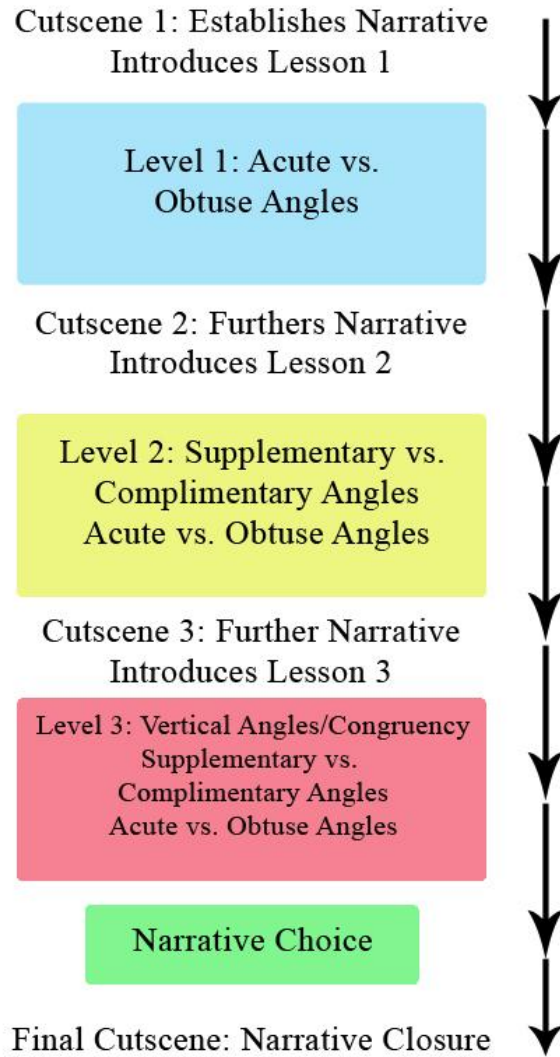 Cutscene 1: Establishes Narrative
Introduces Lesson 1
Level 1: Acute vs.
Obtuse Angles
Cutscene 2: Furthers Narrative
Introduces Lesson 2
Level 2: Supplementary vs.
Complimentary Angles
Acute vs. Obtuse Angles
Cutscene 3: Further Narrative
Introduces Lesson 3
Level 3: Vertical Angles/Congruency
Supplementary vs.
Complimentary Angles
Acute vs. Obtuse Angles
Narrative Choice
Final Cutscene: Narrative Closure